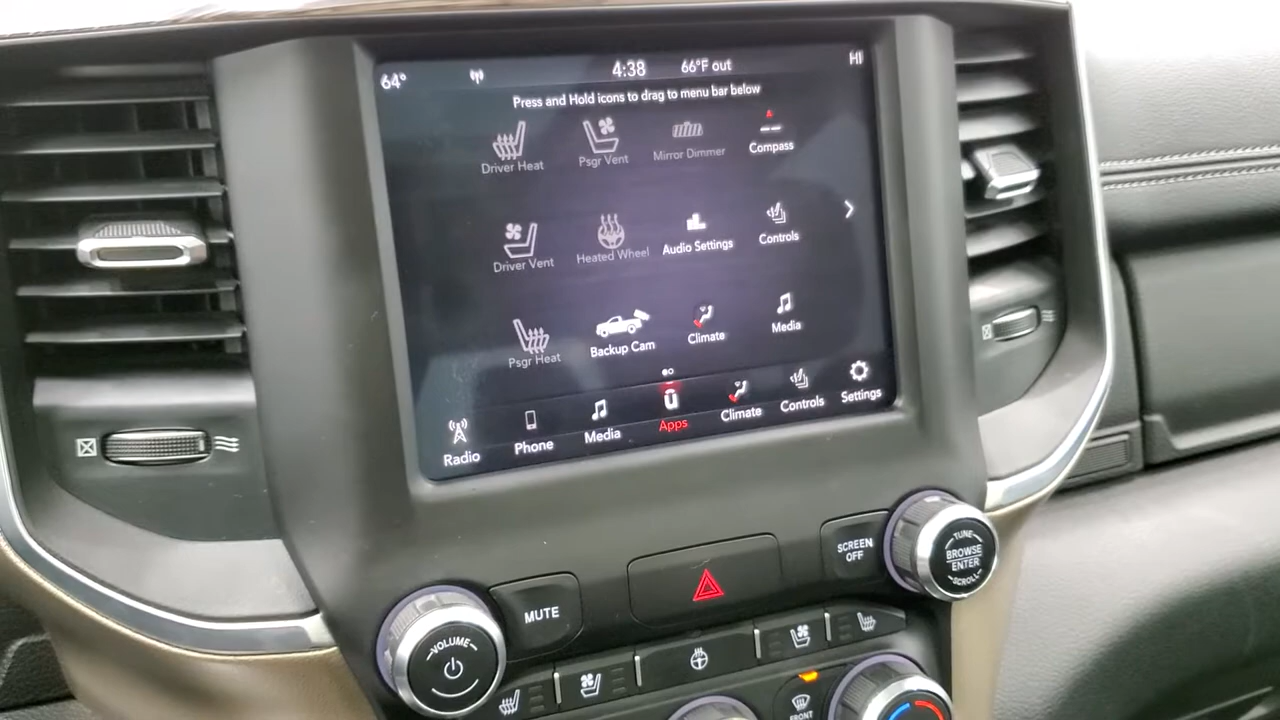 64° 4:38 66°F out HI
Press and Hold icons to drag to menu bar below
Driver Heat Psgr Vent Mirror Dimmer Compass
Driver Vent Heated Wheel Audio Settings Controls
Psgr Heat Backup Cam Climate Media
Radio Phone Media Apps Climate Controls Settings
SCREEN
OFF
TUNE
BROWSE
ENTER
SCROLL
MUTE
VOLUME
FRONT